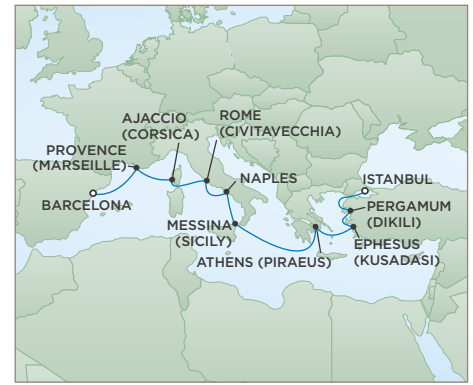 AJACCIO
(CORSICA)
ROME
(CIVITAVECCHIA)
PROVENCE
(MARSEILLE)
NAPLES
ISTANBUL
BARCELONA
PERGAMUM
(DIKILI)
MESSINA
(SICILY)
EPHESUS
(KUSADASI)
ATHENS (PIRAEUS)